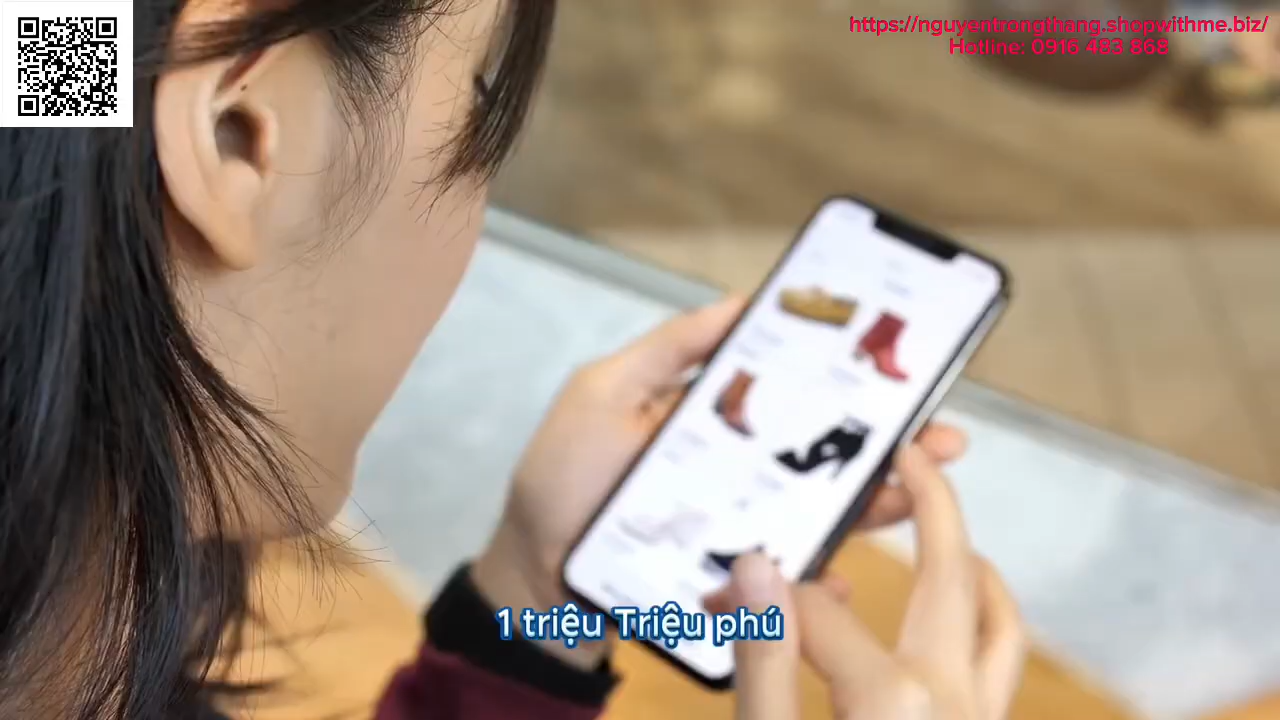 https://nguyentrongthang.shopwithme.biz/
Hotline: 0916 483 868
1 triệu Triệu phú